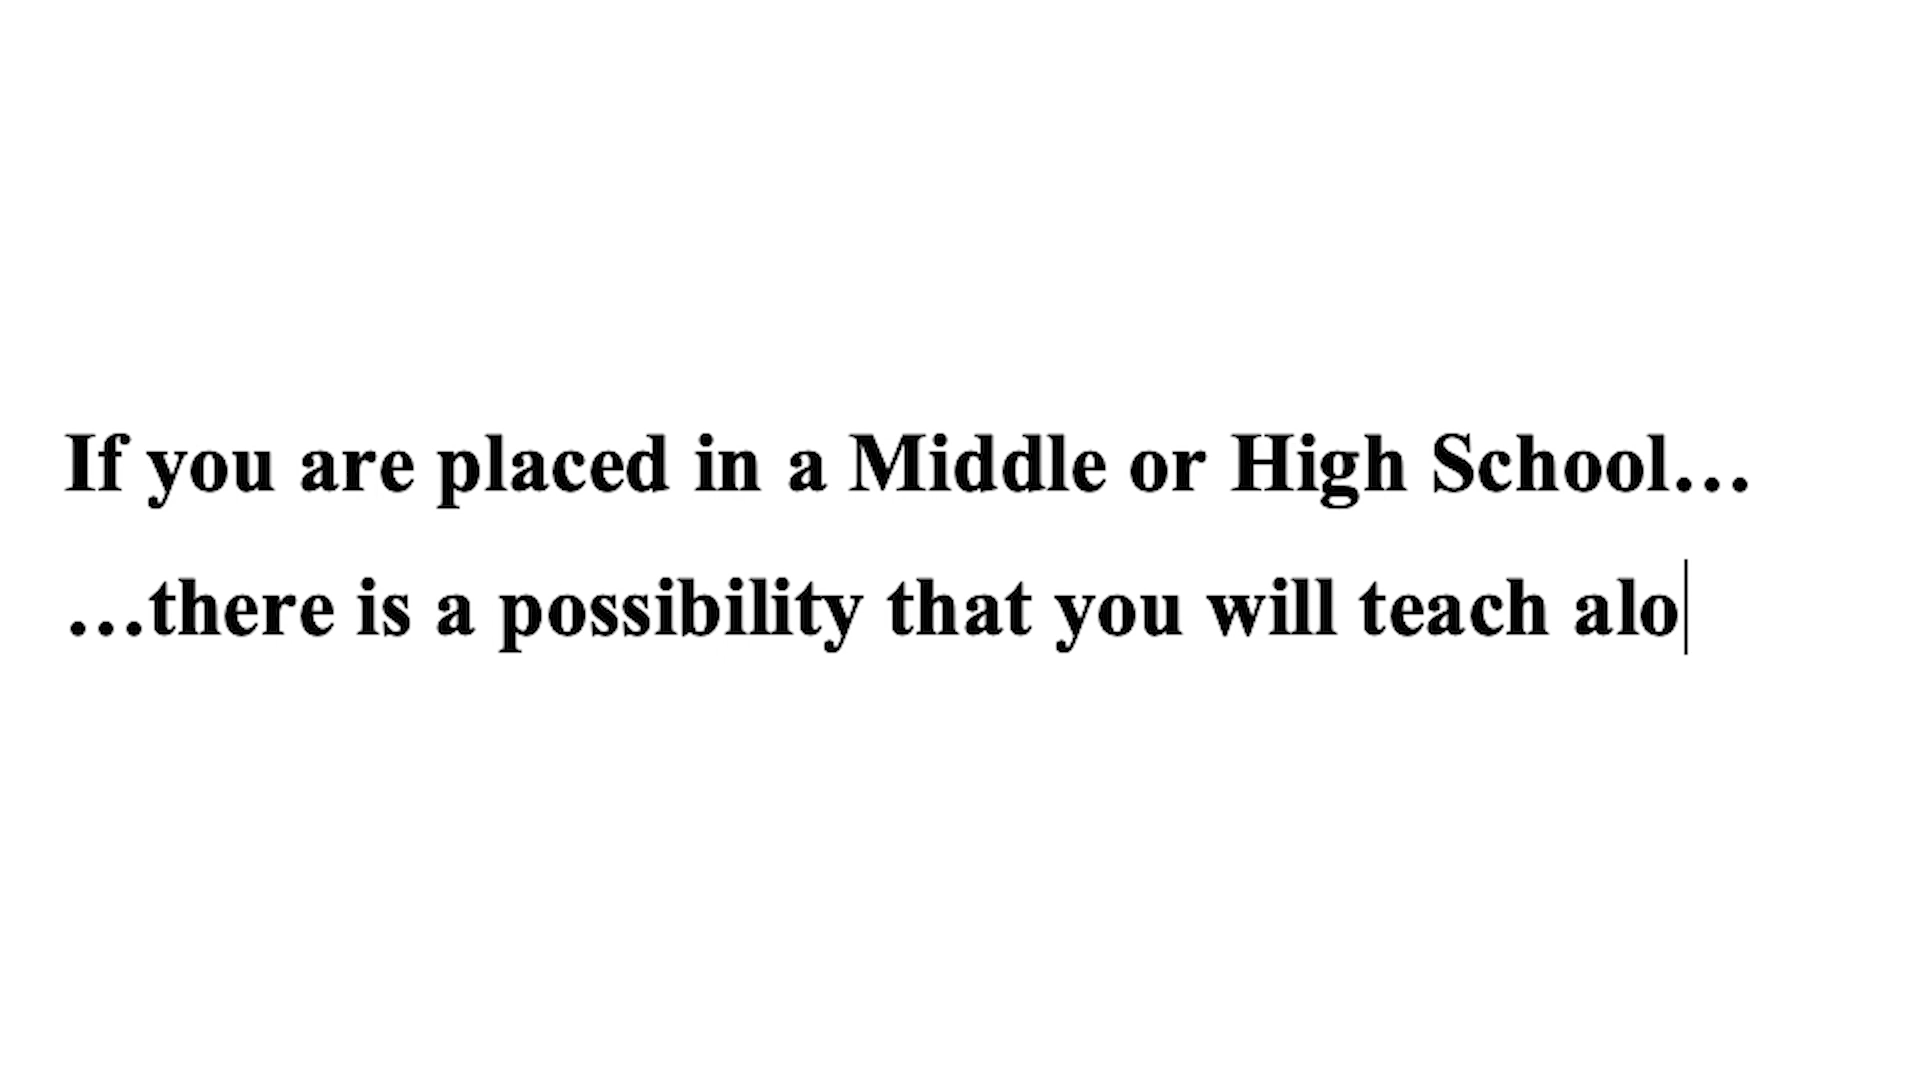 If you are placed in a Middle or High School…
…there is a possibility that you will teach alo